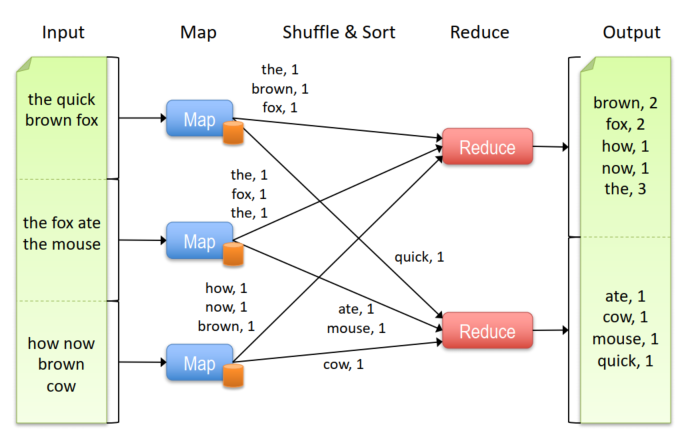 Input
Map
Shuffle & Sort
Reduce
Output
the quick
brown fox
the fox ate
the mouse
how now
brown
cow
Map
Map
Map
the, 1
brown, 1
fox, 1
the, 1
fox, 1
the, 1
how, 1
now, 1
brown, 1
quick, 1
ate, 1
mouse, 1
cow, 1
Reduce
Reduce
brown, 2
fox, 2
how, 1
now, 1
the, 3
ate, 1
cow, 1
mouse, 1
quick, 1